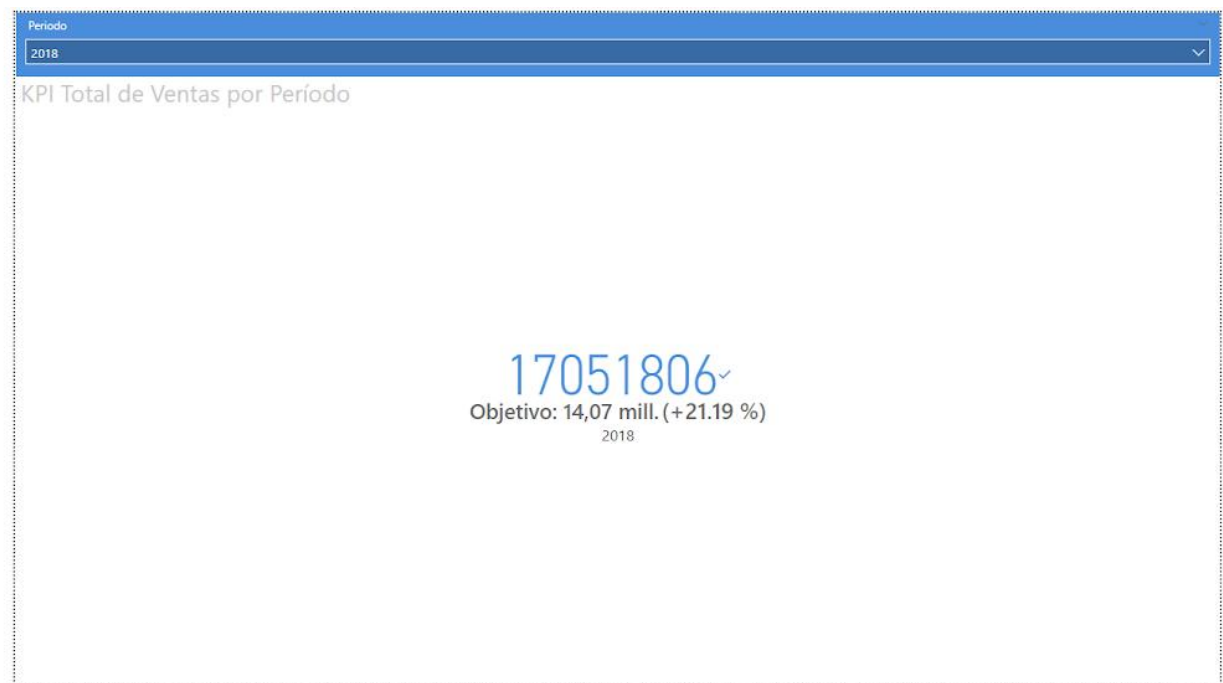 Periodo
2018
KPI Total de Ventas por Período
17051806
Objetivo: 14,07 mill. (+21.19 %)
2018